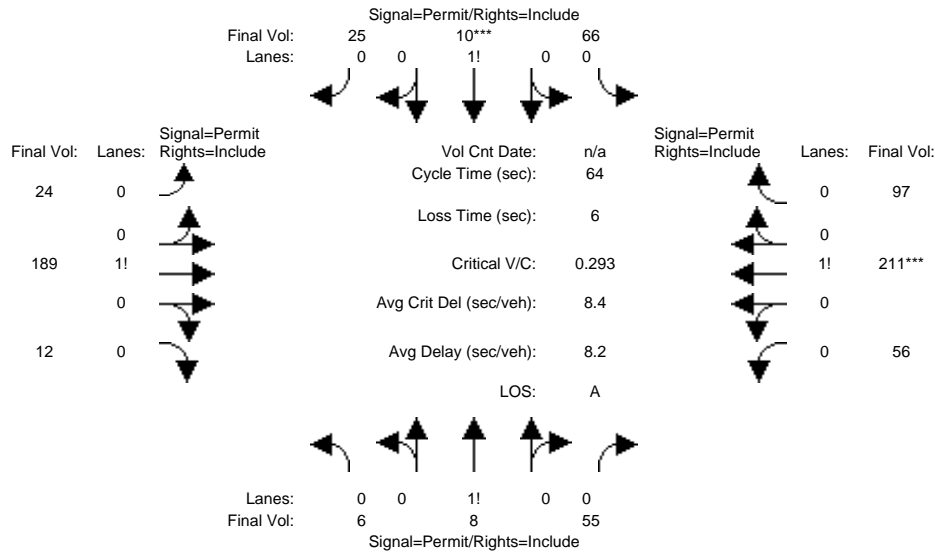 Signal=Permit/Rights=Include
Final Vol: 25 10*** 66
Lanes: 0 0 1! 0 0
Signal=Permit
Final Vol: Lanes: Rights=Include
Vol Cnt Date: n/a
Signal=Permit
Rights=Include Lanes: Final Vol:
Cycle Time (sec): 64
24 0
0 97
Loss Time (sec): 6
0
0
189 1!
Critical V/C: 0.293
1! 211***
0
Avg Crit Del (sec/veh): 8.4
0
12 0
Avg Delay (sec/veh): 8.2
0 56
LOS: A
Lanes: 0 0 1! 0 0
Final Vol: 6 8 55
Signal=Permit/Rights=Include